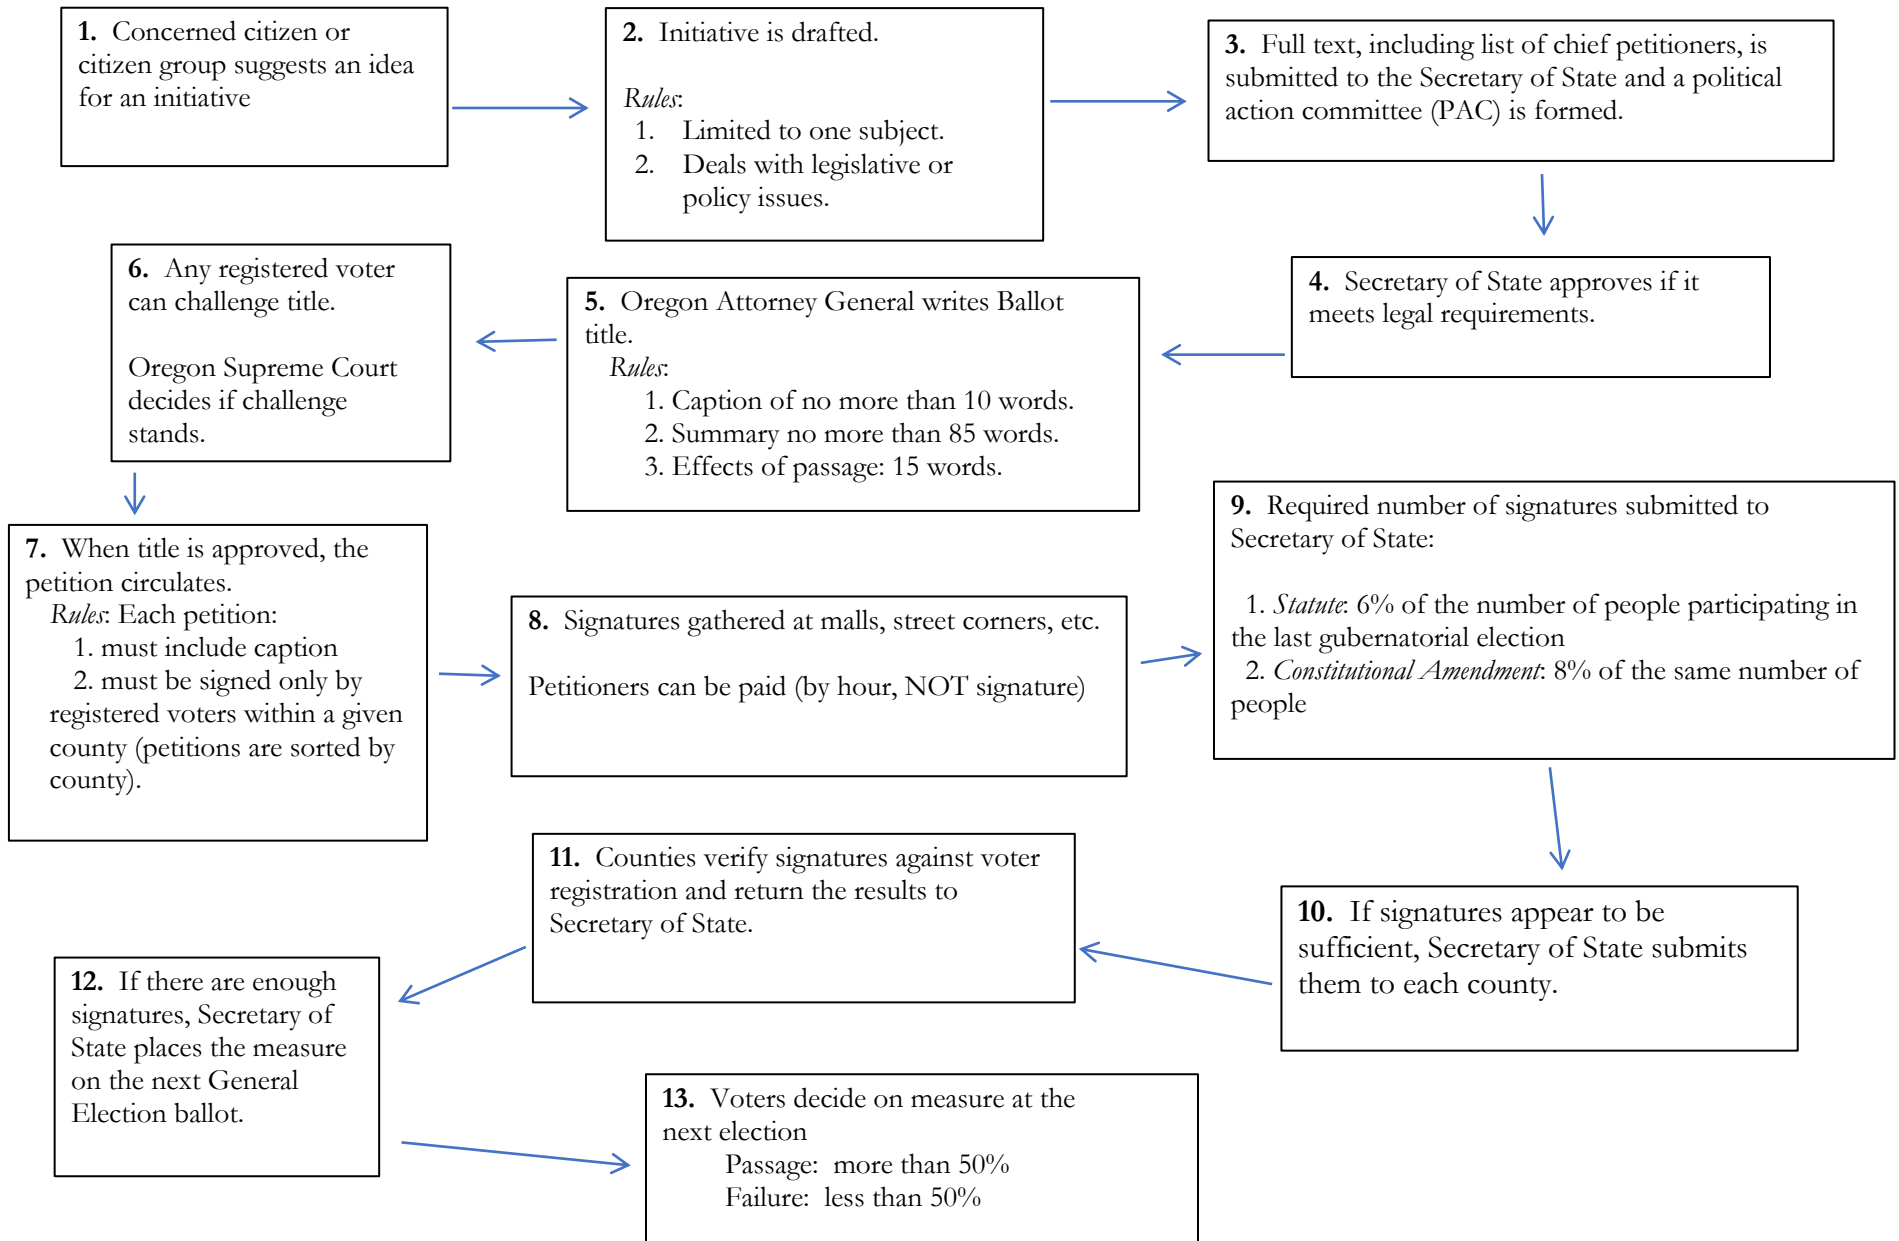 1. Concerned citizen or
citizen group suggests an idea
for an initiative
2. Initiative is drafted.
Rules:
1. Limited to one subject.
2. Deals with legislative or
policy issues.
3. Full text, including list of chief petitioners, is
submitted to the Secretary of State and a political
action committee (PAC) is formed.
4. Secretary of State approves if it
meets legal requirements.
5. Oregon Attorney General writes Ballot
title.
Rules:
1. Caption of no more than 10 words.
2. Summary no more than 85 words.
3. Effects of passage: 15 words.
6. Any registered voter
can challenge title.
Oregon Supreme Court
decides if challenge
stands.
7. When title is approved, the
petition circulates.
Rules: Each petition:
1. must include caption
2. must be signed only by
registered voters within a given
county (petitions are sorted by
county).
8. Signatures gathered at malls, street corners, etc.
Petitioners can be paid (by hour, NOT signature)
9. Required number of signatures submitted to
Secretary of State:
1. Statute: 6% of the number of people participating in
the last gubernatorial election
2. Constitutional Amendment: 8% of the same number of
people
10. If signatures appear to be
sufficient, Secretary of State submits
them to each county.
11. Counties verify signatures against voter
registration and return the results to
Secretary of State.
12. If there are enough
signatures, Secretary of
State places the measure
on the next General
Election ballot.
13. Voters decide on measure at the
next election
Passage: more than 50%
Failure: less than 50%